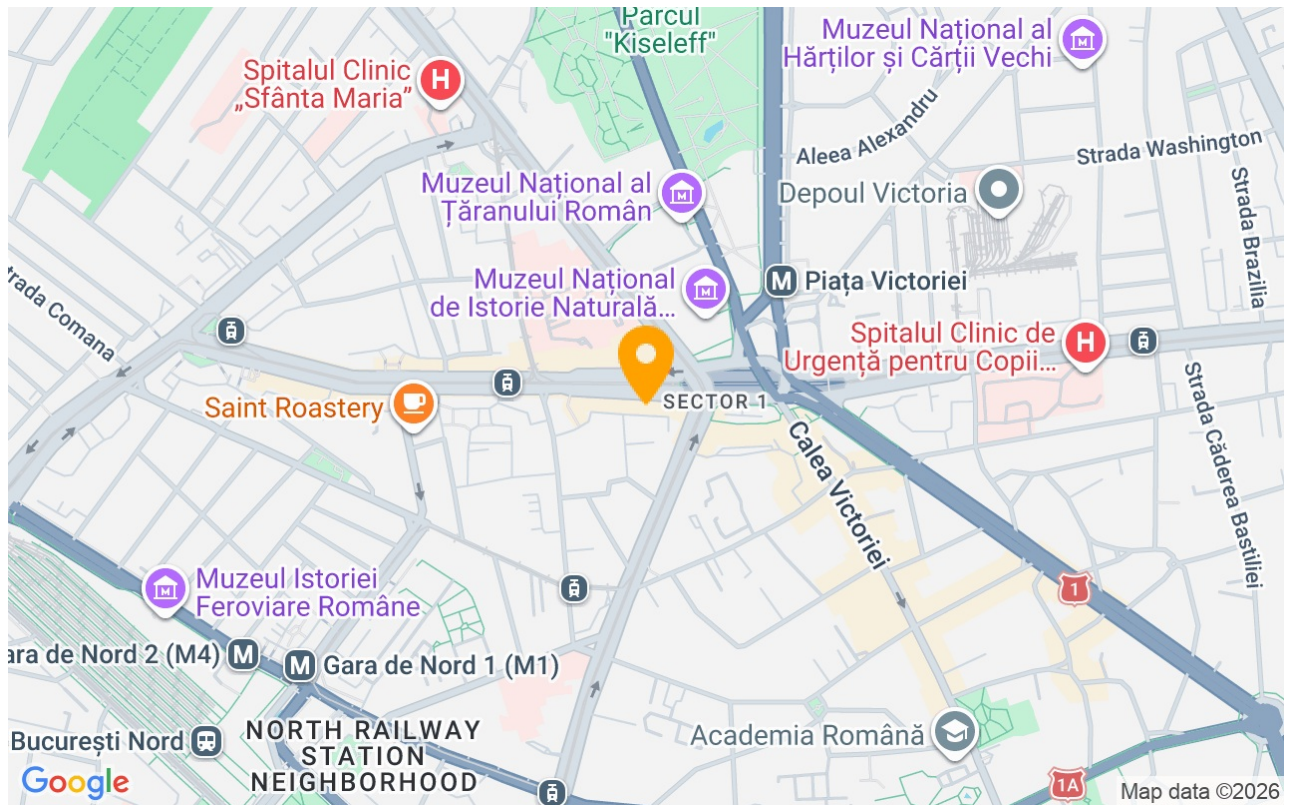 Parcul
"Kiseleff"
Muzeul Național al
Hărților și Cărții Vechi
Spitalul Clinic
„Sfânta Maria”
H
Aleea Alexandru
Strada Washington
Muzeul Național al
Țăranului Român
Depoul Victoria
Strada Brazilia
Muzeul Național
de Istorie Naturală...
M Piața Victoriei
trada Comana
Spitalul Clinic de
Urgență pentru Copii...
H
Saint Roastery
SECTOR 1
Strada Căderea Bastiliei
Calea Victoriei
Muzeul Istoriei
Feroviare Române
1
ara de Nord 2 (M4) M
M Gara de Nord 1 (M1)
București Nord
NORTH RAILWAY
STATION
NEIGHBORHOOD
Academia Română
1A
Google
Map data ©2026